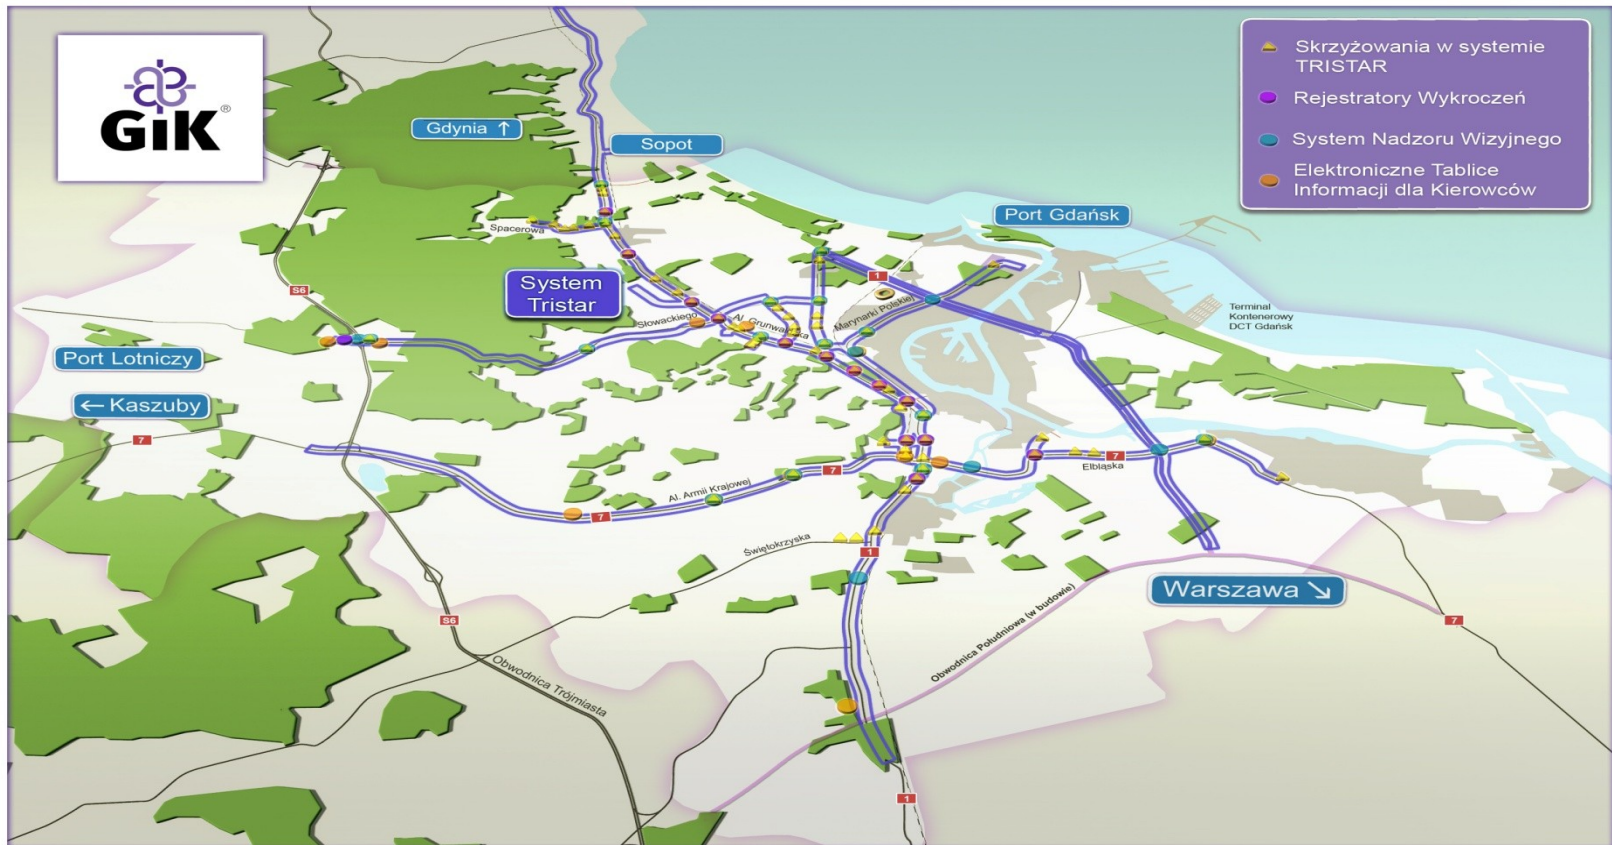 GiK®
Skrzyżowania w systemie
TRISTAR
Rejestratory Wykroczeń
System Nadzoru Wizyjnego
Elektroniczne Tablice
Informacji dla Kierowców
Gdynia ↑
Sopot
Port Gdańsk
Spacerowa
1
System
Tristar
S6
Marynarki Polskiej
Słowackiego
Al. Grunwaldzka
Terminal
Kontenerowy
DCT Gdańsk
Port Lotniczy
← Kaszuby
7
7
Elbląska
7
Al. Armii Krajowej
7
Świętokrzyska
1
Warszawa ↘
Obwodnica Południowa (w budowie)
S6
7
Obwodnica Trójmiasta
1